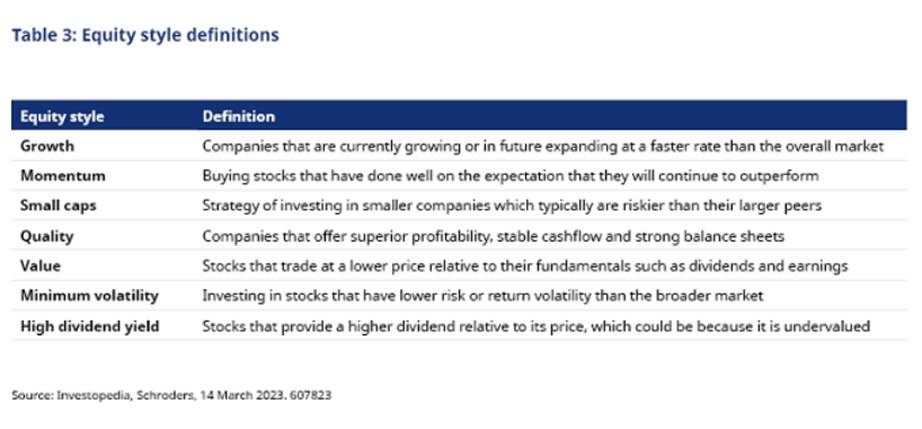 Table 3: Equity style definitions
Equity style Definition
Growth Companies that are currently growing or in future expanding at a faster rate than the overall market
Momentum Buying stocks that have done well on the expectation that they will continue to outperform
Small caps Strategy of investing in smaller companies which typically are riskier than their larger peers
Quality Companies that offer superior profitability, stable cashflow and strong balance sheets
Value Stocks that trade at a lower price relative to their fundamentals such as dividends and earnings
Minimum volatility Investing in stocks that have lower risk or return volatility than the broader market
High dividend yield Stocks that provide a higher dividend relative to its price, which could be because it is undervalued
Source: Investopedia, Schroders, 14 March 2023. 607823